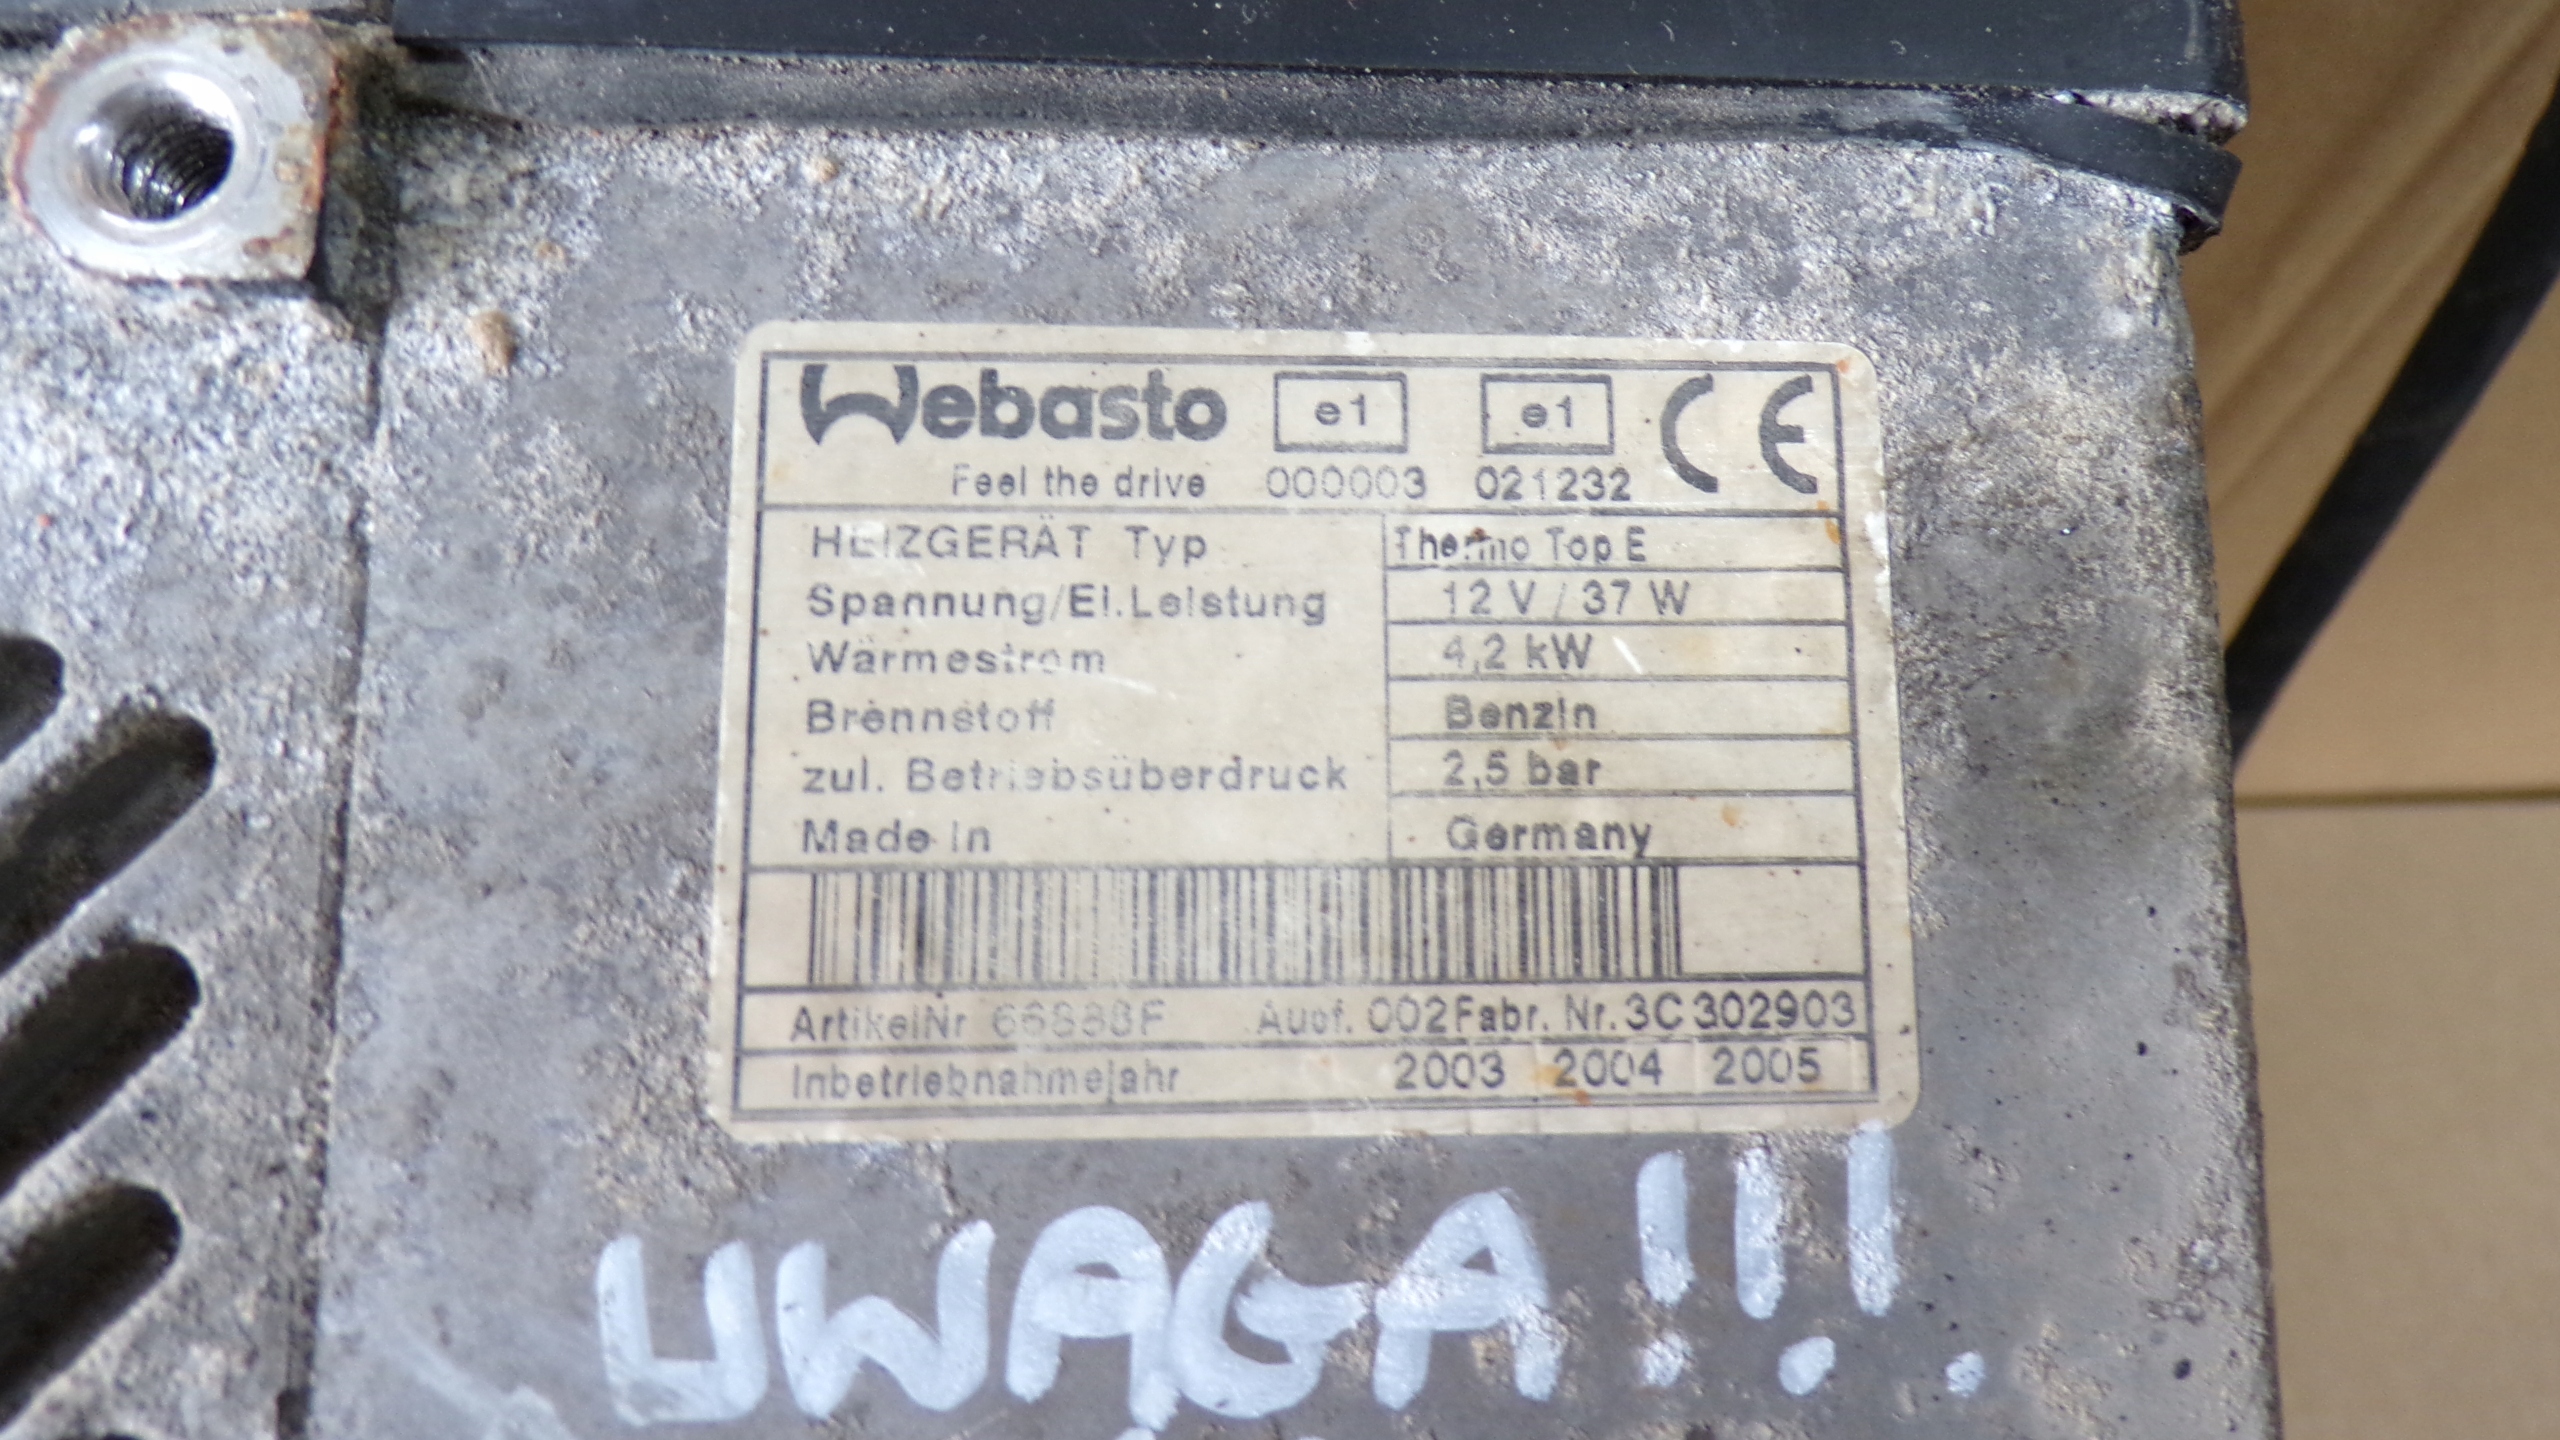 Webasto e1 e1 CE
Feel the drive 000003 021232
HEIZGERÄT Typ Thermo Top E
Spannung/El.Leistung 12 V / 37 W
Wärmestrom 4,2 kW
Brennstoff Benzin
zul. Betriebsüberdruck 2,5 bar
Made in Germany
ArtikelNr 66888F Ausf. 002 Fabr. Nr. 3C302903
Inbetriebnahmejahr 2003 2004 2005
UWAGA!!!